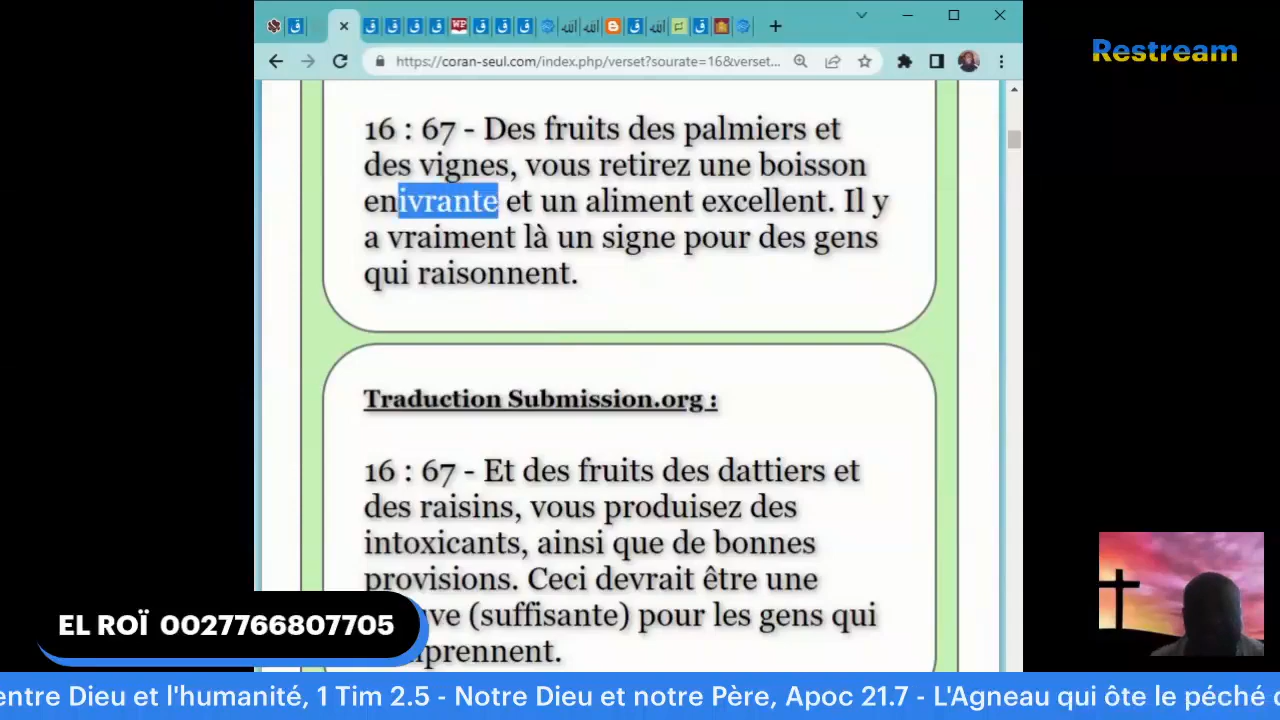 https://coran-seul.com/index.php/verset?sourate=16&verset...
Restream
16 : 67 - Des fruits des palmiers et
des vignes, vous retirez une boisson
enivrante et un aliment excellent. Il y
a vraiment là un signe pour des gens
qui raisonnent.
Traduction Submission.org :
16 : 67 - Et des fruits des dattiers et
des raisins, vous produisez des
intoxicants, ainsi que de bonnes
provisions. Ceci devrait être une
(suffisante) pour les gens qui
EL ROÏ 0027766807705
entre Dieu et l'humanité, 1 Tim 2.5 - Notre Dieu et notre Père, Apoc 21.7 - L'Agneau qui ôte le péché